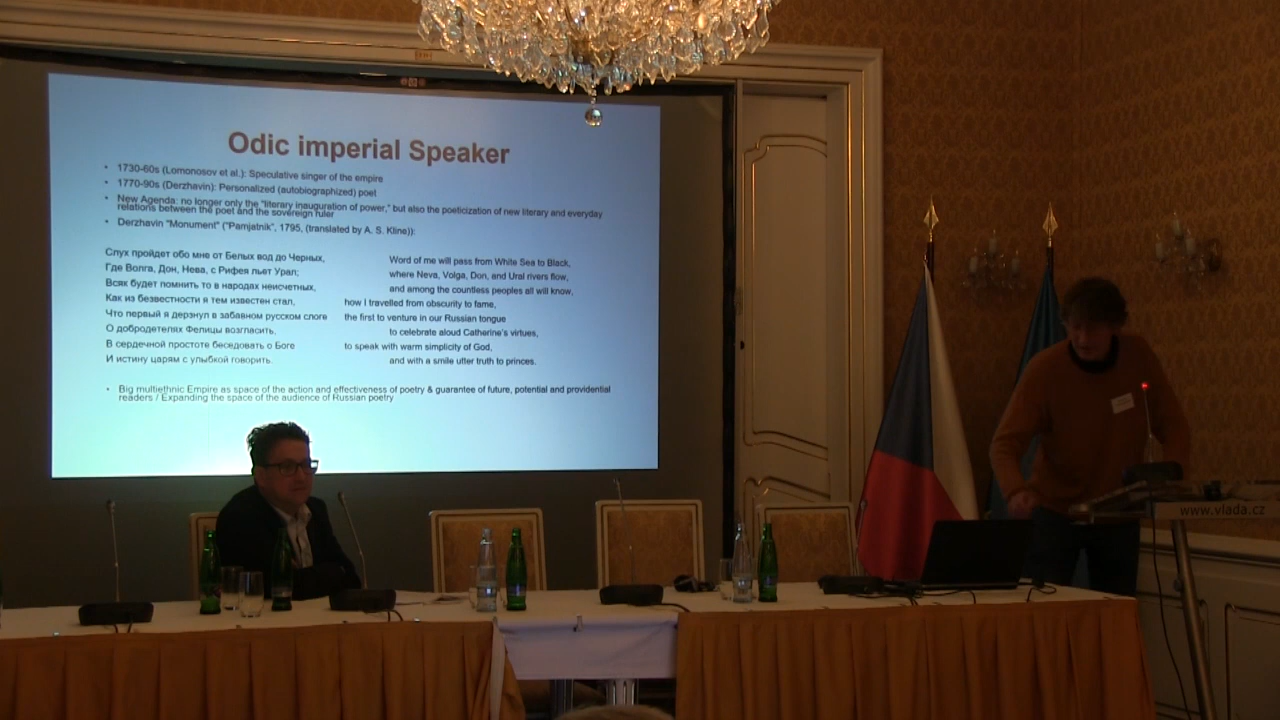 Odic imperial Speaker
• 1730-60s (Lomonosov et al.): Speculative singer of the empire
• 1770-90s (Derzhavin): Personalized (autobiographized) poet
• New Agenda: no longer only the "literary inauguration of power," but also the poeticization of new literary and everyday
relations between the poet and the sovereign ruler
• Derzhavin "Monument" ("Pamjatnik", 1795, (translated by A. S. Kline)):
Слух пройдет обо мне от Белых вод до Черных,
Где Волга, Дон, Нева, с Рифея льет Урал;
Всяк будет помнить то в народах неисчетных,
Как из безвестности я тем известен стал,
Что первый я дерзнул в забавном русском слоге
О добродетелях Фелицы возгласить,
В сердечной простоте беседовать о Боге
И истину царям с улыбкой говорить.
Word of me will pass from White Sea to Black,
where Neva, Volga, Don, and Ural rivers flow,
and among the countless peoples all will know,
how I travelled from obscurity to fame,
the first to venture in our Russian tongue
to celebrate aloud Catherine's virtues,
to speak with warm simplicity of God,
and with a smile utter truth to princes.
• Big multiethnic Empire as space of the action and effectiveness of poetry & guarantee of future, potential and providential
readers / Expanding the space of the audience of Russian poetry
www.vlada.cz